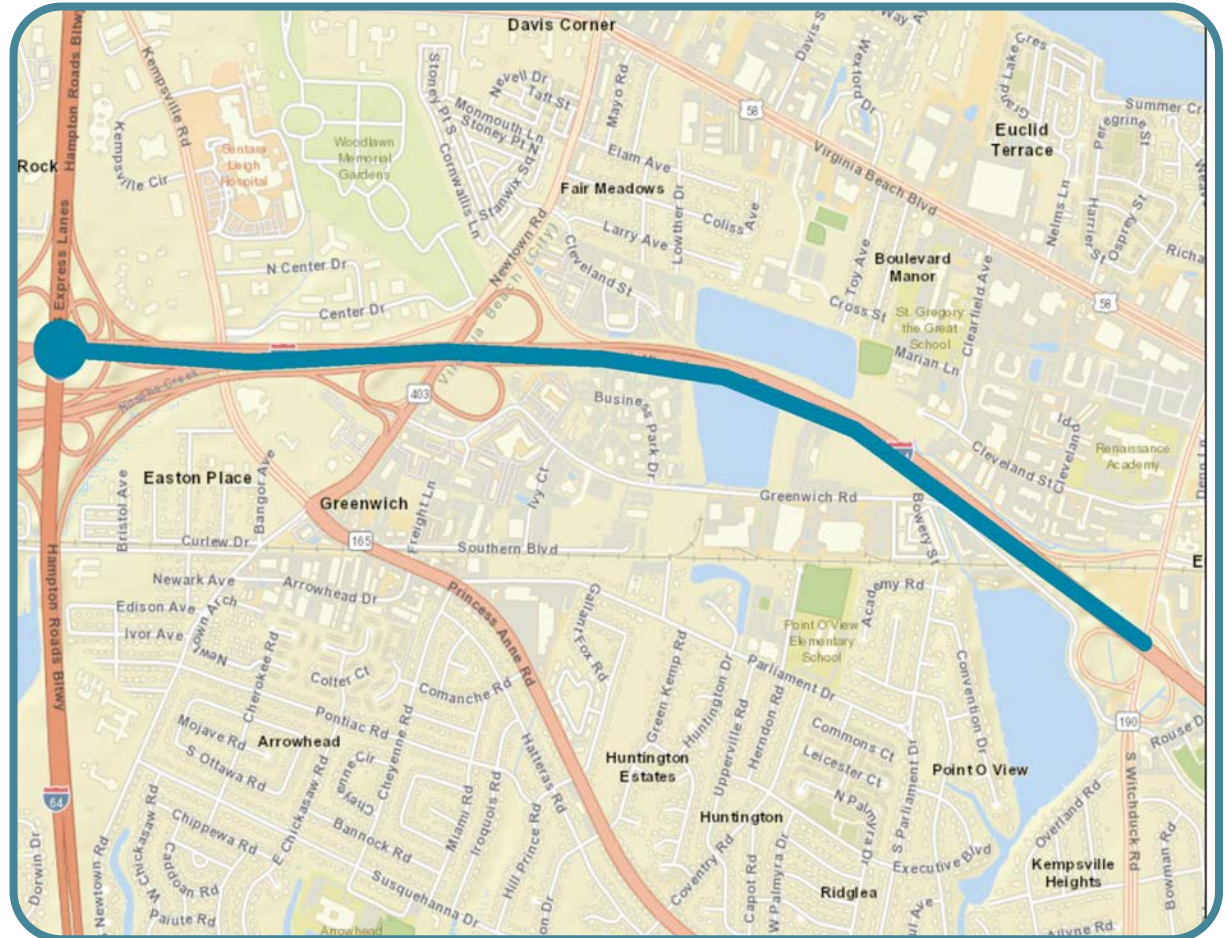 Davis Corner
Hampton Roads Bltwy
Kempsville Rd
Stoney Pt S
Nevell Dr
Taft St
Mayo Rd
Wexford Dr
Way
58
Gray Lake
Cres
Summer Cr
Peregrine St
Euclid
Terrace
Monmouth Ln
Stoney Pt N
Virginia Beach Blvd
Rock
Kempsville Cir
Sentara
Leigh
Hospital
Woodlawn
Memorial
Gardens
Cornwallis Ln
Stanwix Sq
Elam Ave
Fair Meadows
Lowther Dr
Coliss Ave
Larry Ave
Nelms Ln
Harrier St
Osprey St
Richa
Express Lanes
N Center Dr
Center Dr
Newtown Rd
Virginia Beach (City)
Cleveland St
Toy Ave
Boulevard
Manor
Clearfield Ave
58
Cross St
St. Gregory
the Great
School
Marian Ln
403
Business Park Dr
Cleveland St
Cleveland
Renaissance
Academy
Easton Place
Bristol Ave
Bangor Ave
Greenwich
Freight Ln
Ivy Ct
Greenwich Rd
Bowery St
Curlew Dr
165
Southern Blvd
Hampton Roads Bltwy
Newark Ave
Arrowhead Dr
Princess Anne Rd
Gallant Fox Rd
Academy Rd
Edison Ave
Ivor Ave
Newtown Arch
Point O'View
Elementary
School
Cherokee Rd
Colter Ct
Comanche Rd
Green Kemp Rd
Huntington Dr
Parliament Dr
Convention Dr
Mojave Rd
Pontiac Rd
Arrowhead
Cheyenne Cir
Cheyenne Rd
Hatteras Rd
Upperville Rd
Herndon Rd
Commons Ct
190
Rouse D
S Ottawa Rd
Huntington
Estates
Leicester Ct
Point O View
64
Chippewa Rd
E Chickasaw Rd
Bannock Rd
Miami Rd
Iroquois Rd
Hill Prince Rd
Huntington
N Palmyra Dr
S Parliament Dr
Overland Rd
S Witchduck Rd
Dorwin Dr
Newtown Rd
W Chickasaw Rd
Caddoan Rd
Paiute Rd
Susquehanna Dr
Arrowhead
Coventry Rd
Capot Rd
W Palmyra Dr
Ridglea
Executive Blvd
Kempsville
Heights
Bowman Rd